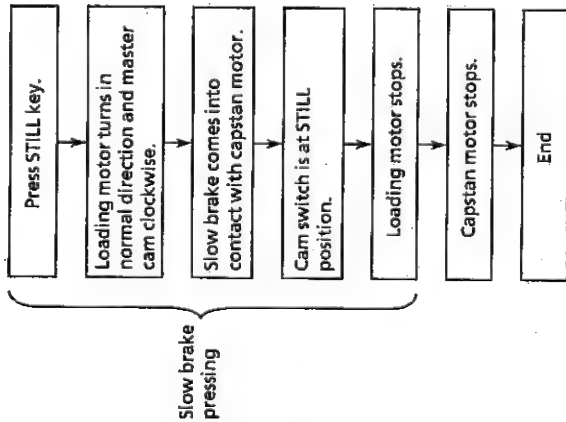 Press STILL key.
Loading motor turns in
normal direction and master
cam clockwise.
Slow brake comes into
contact with capstan motor.
Cam switch is at STILL
position.
Loading motor stops.
Capstan motor stops.
End
Slow brake
pressing